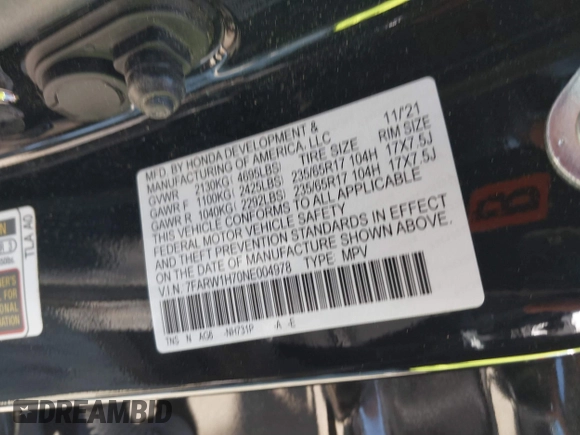 MFD. BY HONDA DEVELOPMENT & 11/'21
MANUFACTURING OF AMERICA, LLC
TIRE SIZE RIM SIZE
GVWR 2130KG( 4695LBS)
GAWR F 1100KG( 2425LBS) 235/65R17 104H 17X7.5J
GAWR R 1040KG( 2292LBS) 235/65R17 104H 17X7.5J
THIS VEHICLE CONFORMS TO ALL APPLICABLE
FEDERAL MOTOR VEHICLE SAFETY
AND THEFT PREVENTION STANDARDS IN EFFECT
ON THE DATE OF MANUFACTURE SHOWN ABOVE.
V.I.N.: 7FARW1H70NE004978 TYPE: MPV
TNS N AG6 -NH731P -A -E
TLA A0
DREAMBID